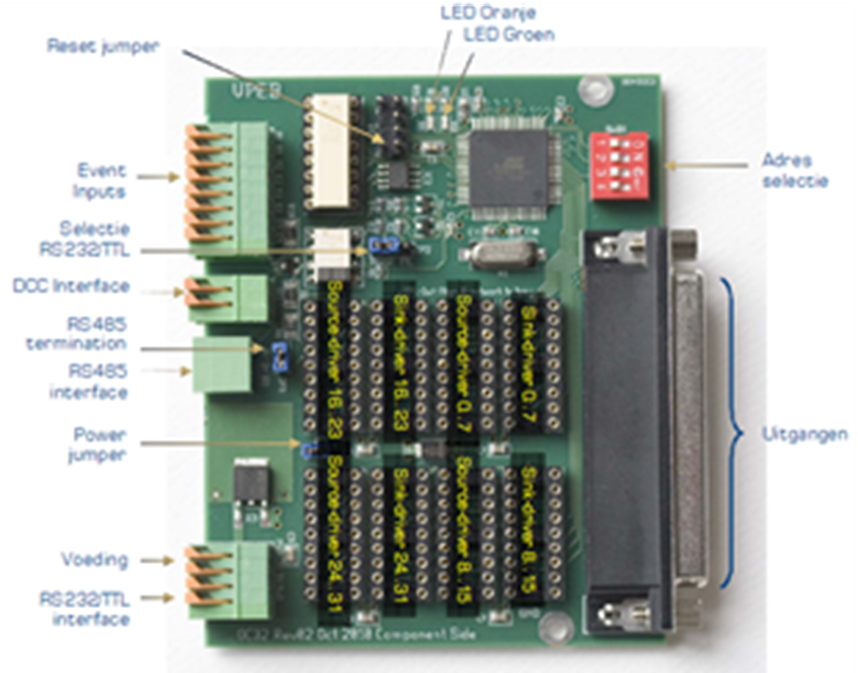 LED Oranje
LED Groen
Reset jumper
VPEB
Event
Inputs
Adres
selectie
Selectie
RS232/TTL
DCC Interface
RS485
termination
RS485
interface
Power
jumper
Source-driver 16..23
Sink-driver 16..23
Source-driver 0..7
Sink-driver 0..7
Uitgangen
Source-driver 24..31
Sink-driver 24..31
Source-driver 8..15
Sink-driver 8..15
Voeding
RS232/TTL
interface
OC32 Rev02 Oct 2010 Component Side